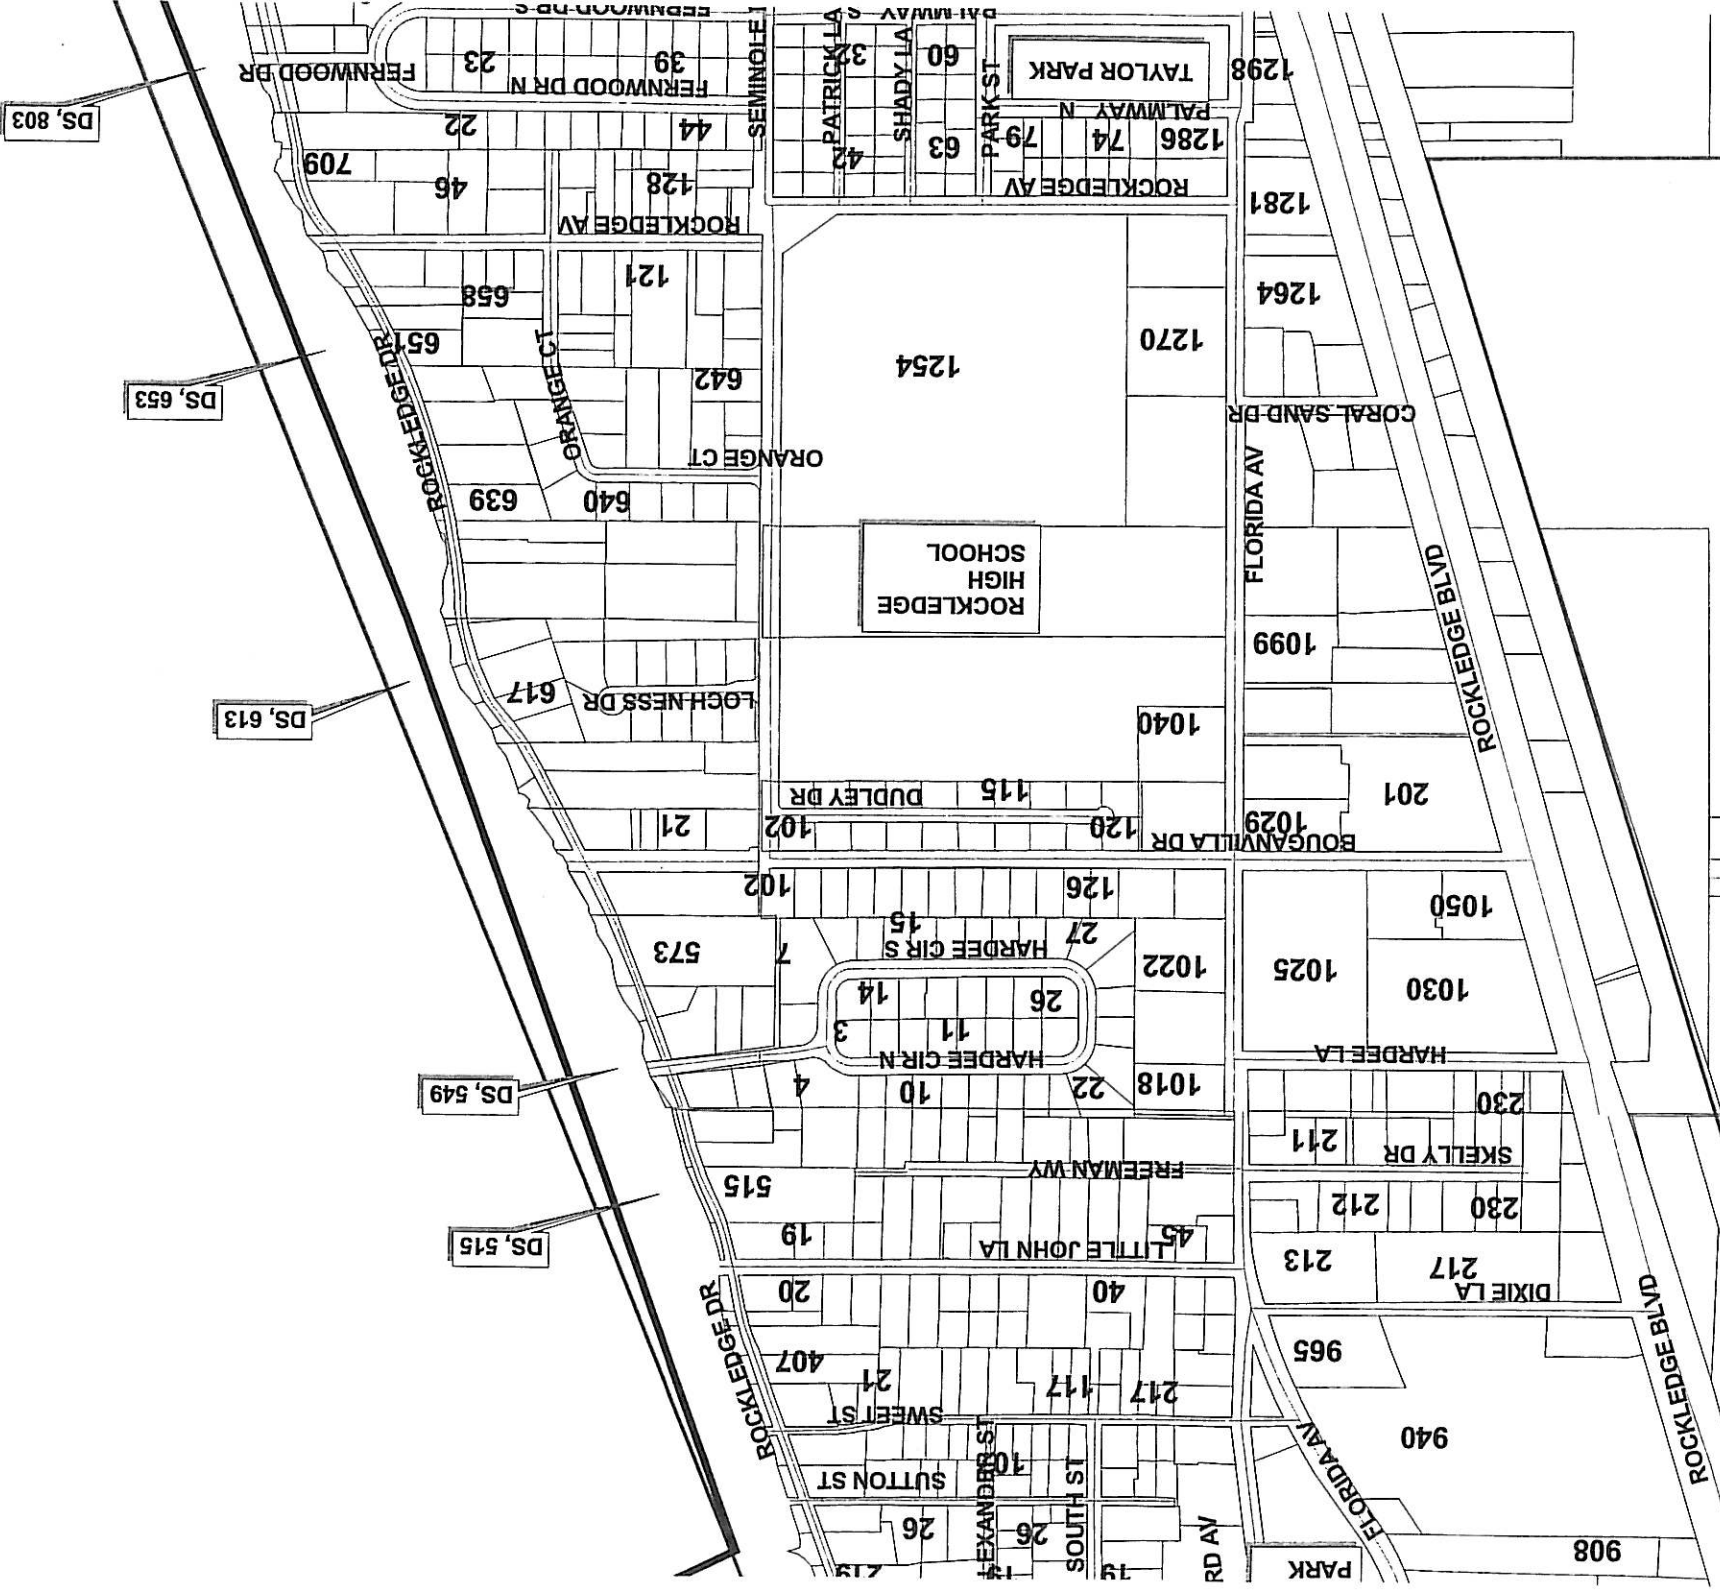 PARK
908
RD AV
SOUTH ST
26
26
FLORIDA AV
SUTTON ST
10
ROCKLEDGE BLVD
940
SWEET ST
217
117
21
407
965
ROCKLEDGE DR
DIXIE LA
217
213
40
20
LITTLE JOHN LA
45
19
DS, 515
230
212
515
SKELLY DR
211
FREEMAN WY
230
1018
22
10
4
DS, 549
HARDEE LA
HARDEE CIR N
11
3
1030
1025
26
14
1022
HARDEE CIR S
7
573
27
15
1050
126
102
BOUGANVILLA DR
1029
120
102
21
201
115
DUDLEY DR
1040
DS, 613
LOCH NESS DR
617
ROCKLEDGE BLVD
1099
ROCKLEDGE
HIGH
SCHOOL
FLORIDA AV
640
639
ORANGE CT
ORANGE CT
ROCKLEDGE DR
CORAL SAND DR
DS, 653
642
1254
1270
651
1264
658
121
ROCKLEDGE AV
1281
ROCKLEDGE AV
128
46
709
1286
74
79
63
42
44
22
DS, 803
PALMWAY N
PARK ST
SHADY LA
PATRICK LA
SEMINOLE
FERNWOOD DR N
FERNWOOD DR
1298
TAYLOR PARK
60
32
39
23
PALMWAY S
FERNWOOD DR S